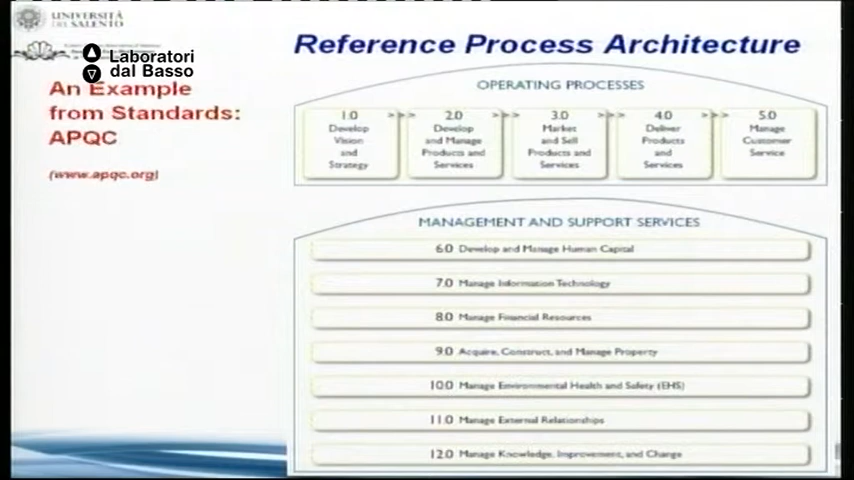 UNIVERSITÀ
DEL SALENTO
Laboratori
dal Basso
Reference Process Architecture
An Example
from Standards:
APQC
(www.apqc.org)
OPERATING PROCESSES
1.0 >>> 2.0 >>> 3.0 >>> 4.0 >>> 5.0
Develop
Vision
and
Strategy
Develop
and Manage
Products and
Services
Market
and Sell
Products and
Services
Deliver
Products
and
Services
Manage
Customer
Service
MANAGEMENT AND SUPPORT SERVICES
6.0 Develop and Manage Human Capital
7.0 Manage Information Technology
8.0 Manage Financial Resources
9.0 Acquire, Construct, and Manage Property
10.0 Manage Environmental Health and Safety (EHS)
11.0 Manage External Relationships
12.0 Manage Knowledge, Improvement, and Change